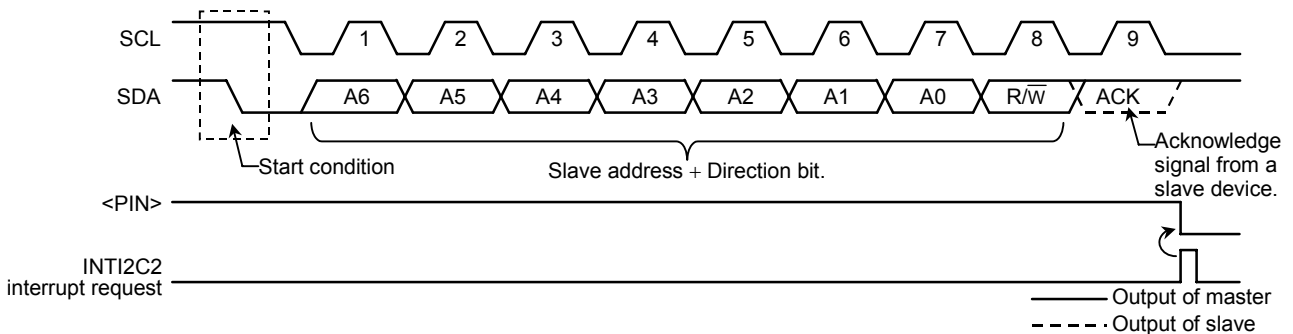 SCL 1 2 3 4 5 6 7 8 9
SDA A6 A5 A4 A3 A2 A1 A0 R/W̅ ACK
Start condition
Slave address + Direction bit.
Acknowledge
signal from a
slave device.
<PIN>
INTI2C2
interrupt request
Output of master
Output of slave